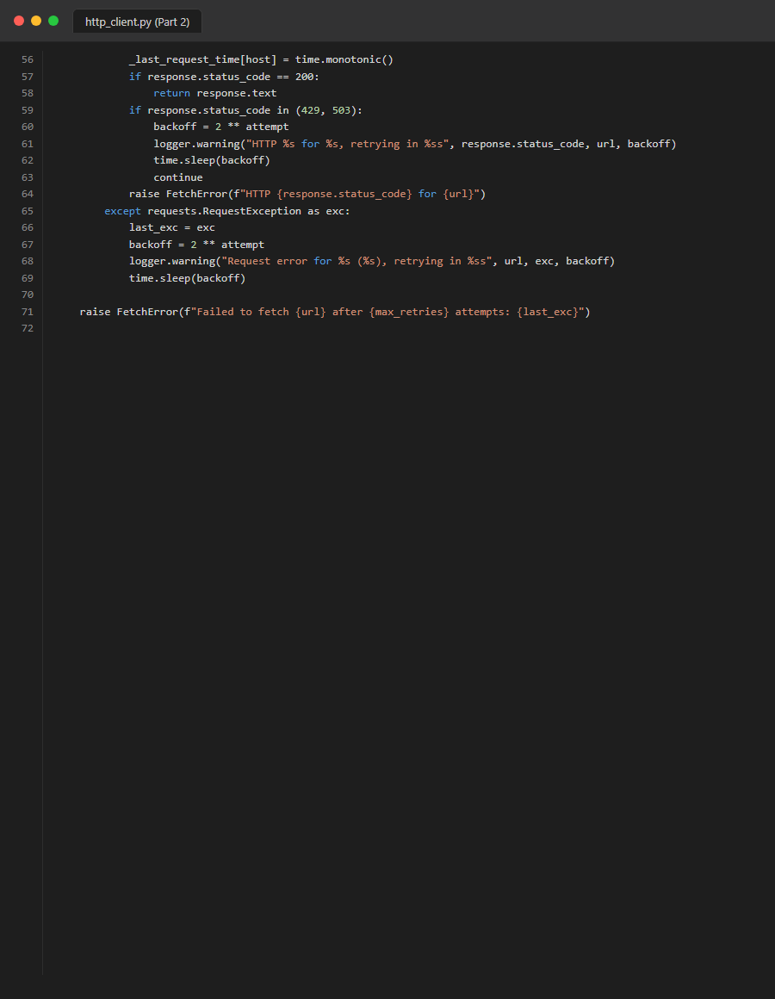 http_client.py (Part 2)
56 _last_request_time[host] = time.monotonic()
57 if response.status_code == 200:
58 return response.text
59 if response.status_code in (429, 503):
60 backoff = 2 ** attempt
61 logger.warning("HTTP %s for %s, retrying in %ss", response.status_code, url, backoff)
62 time.sleep(backoff)
63 continue
64 raise FetchError(f"HTTP {response.status_code} for {url}")
65 except requests.RequestException as exc:
66 last_exc = exc
67 backoff = 2 ** attempt
68 logger.warning("Request error for %s (%s), retrying in %ss", url, exc, backoff)
69 time.sleep(backoff)
70
71 raise FetchError(f"Failed to fetch {url} after {max_retries} attempts: {last_exc}")
72